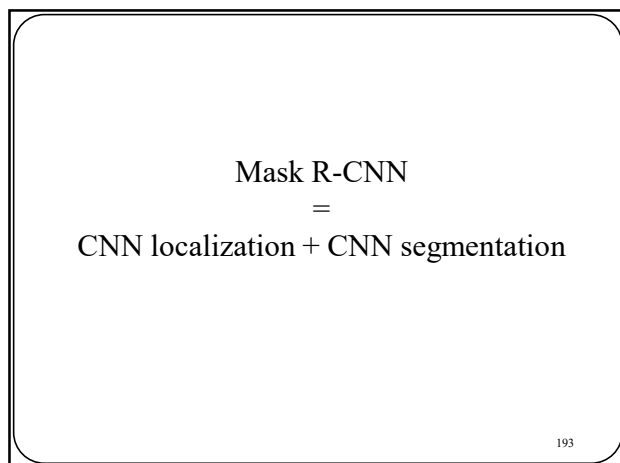 Mask R-CNN
=
CNN localization + CNN segmentation
193